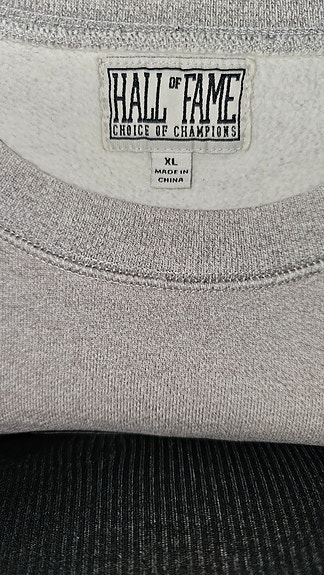 HALL OF FAME
CHOICE OF CHAMPIONS
XL
MADE IN
CHINA